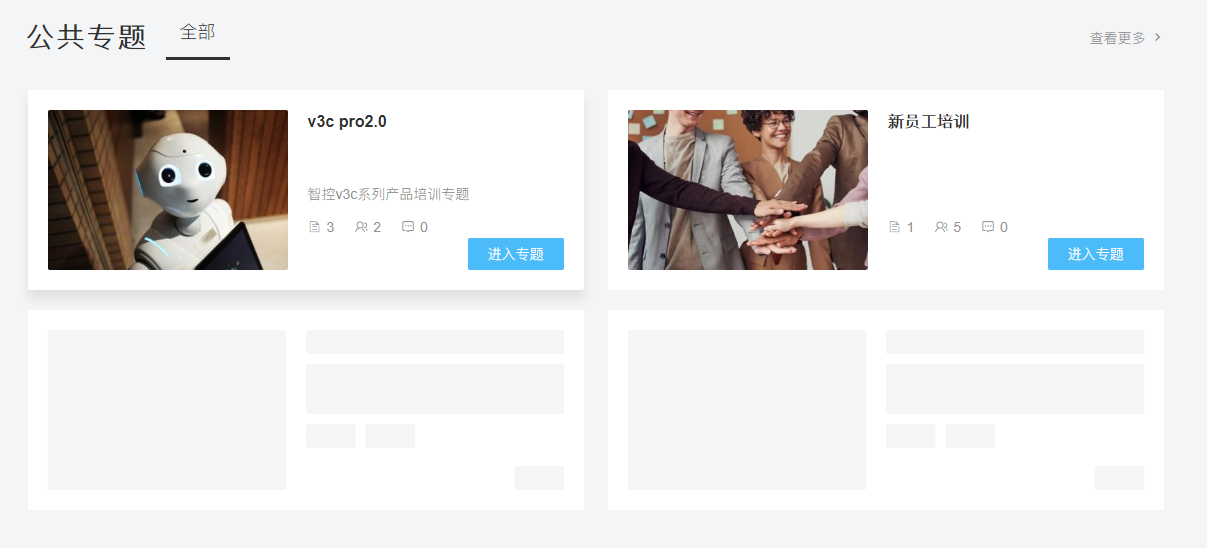 公共专题
全部
查看更多
v3c pro2.0
智控v3c系列产品培训专题
3 2 0
进入专题
新员工培训
1 5 0
进入专题